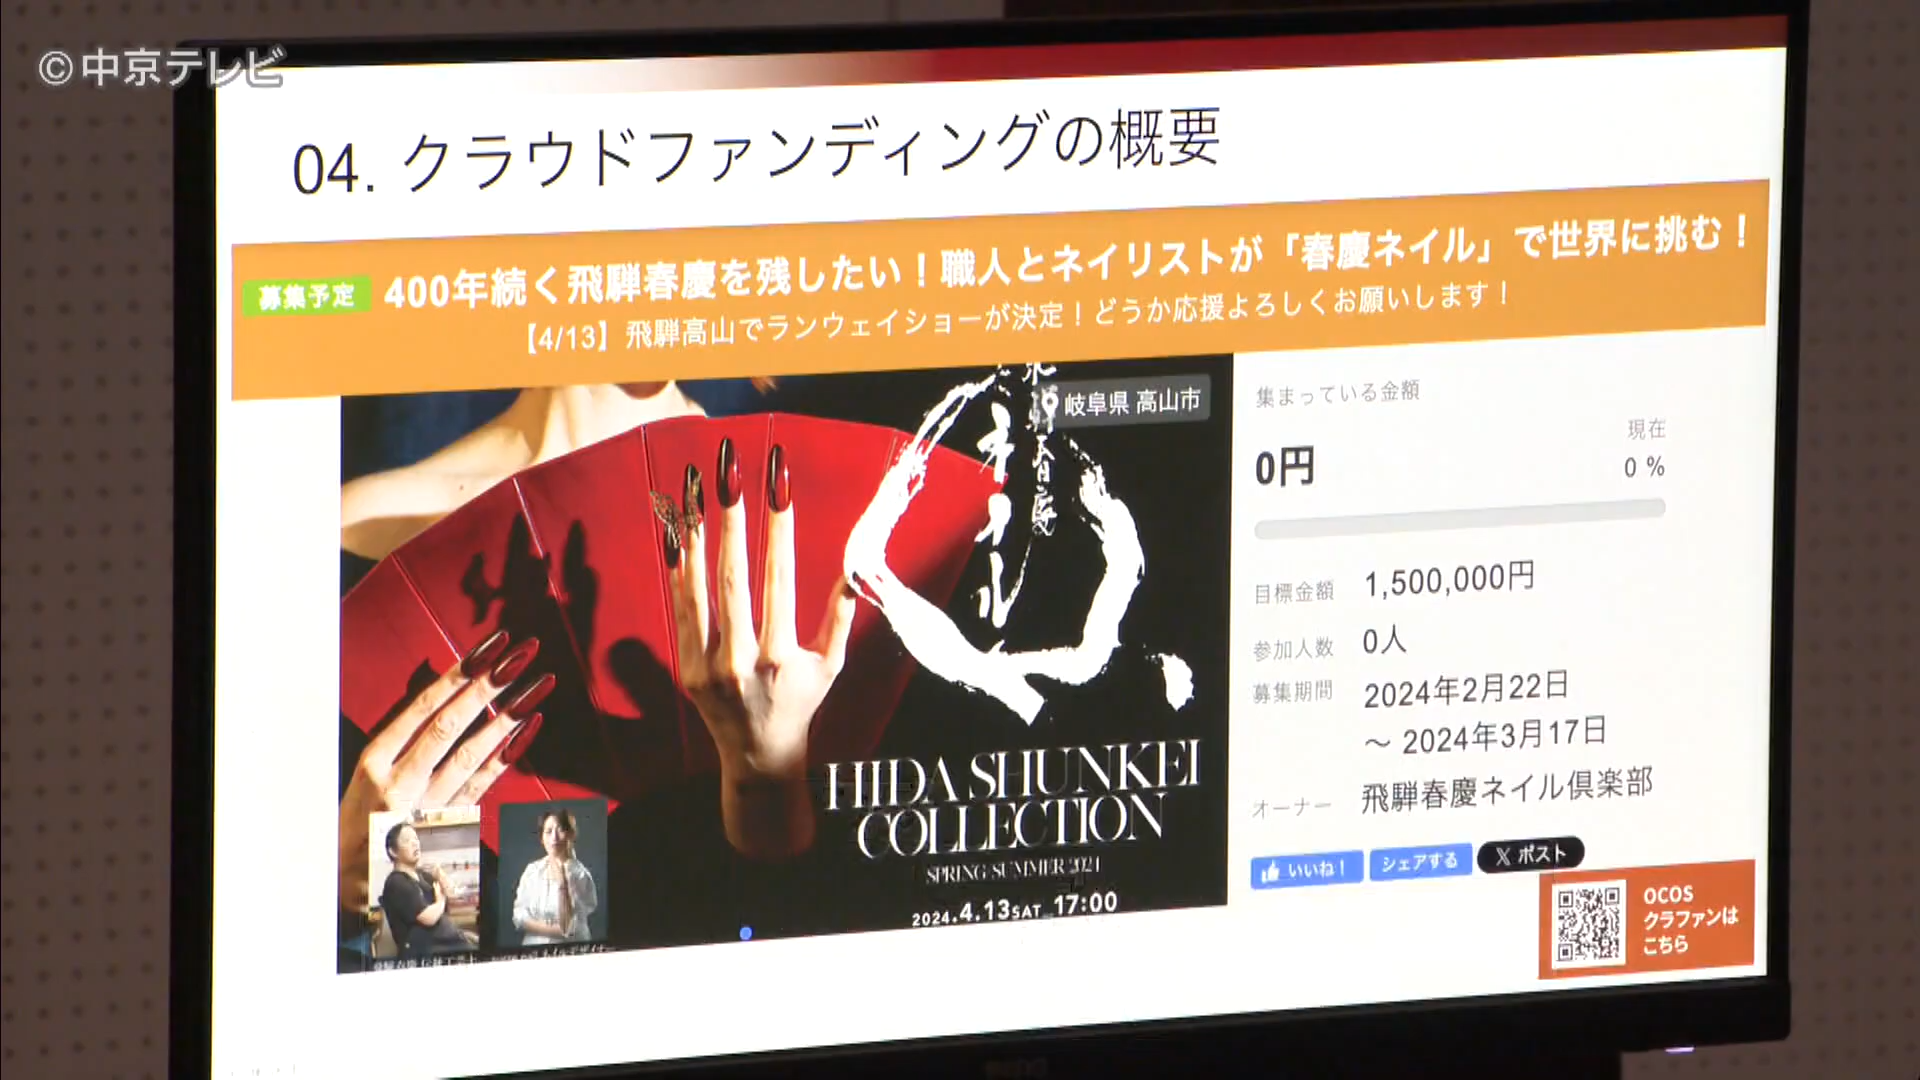 ©中京テレビ
04. クラウドファンディングの概要
募集予定
400年続く飛騨春慶を残したい！職人とネイリストが「春慶ネイル」で世界に挑む！
【4/13】飛騨高山でランウェイショーが決定！どうか応援よろしくお願いします！
岐阜県 高山市
春慶
ネイル
HIDA SHUNKEI
COLLECTION
SPRING SUMMER 2024
2024.4.13SAT 17:00
集まっている金額
現在
0円
0 %
目標金額 1,500,000円
参加人数 0人
募集期間 2024年2月22日
～ 2024年3月17日
オーナー 飛騨春慶ネイル倶楽部
いいね！ シェアする X ポスト
OCOS
クラファンは
こちら